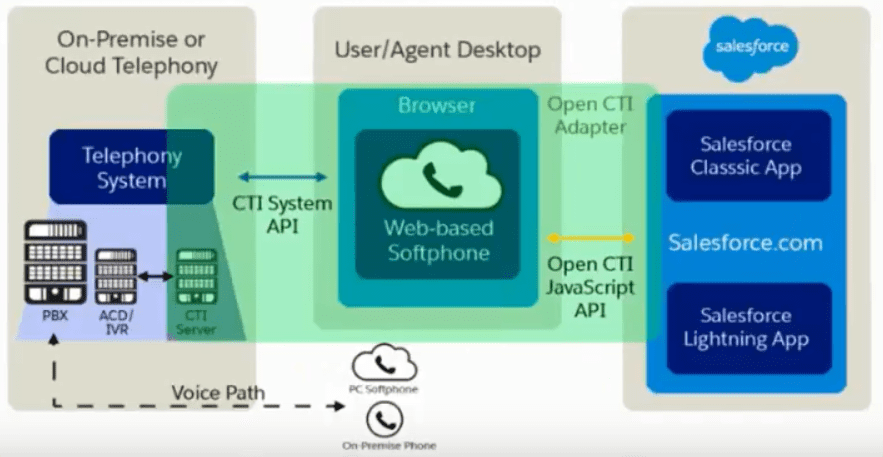 On-Premise or
Cloud Telephony
Telephony
System
PBX
ACD/
IVR
CTI
Server
CTI System
API
User/Agent Desktop
Browser
Web-based
Softphone
Open CTI
Adapter
Open CTI
JavaScript
API
salesforce
Salesforce
Classsic App
Salesforce.com
Salesforce
Lightning App
Voice Path
PC Softphone
On-Premise Phone